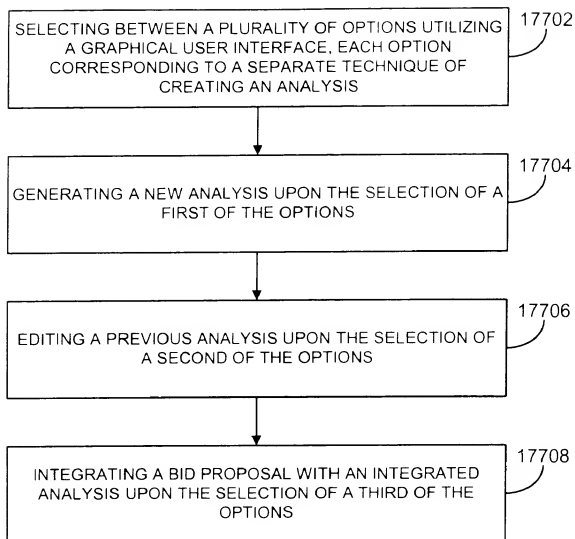 SELECTING BETWEEN A PLURALITY OF OPTIONS UTILIZING
A GRAPHICAL USER INTERFACE, EACH OPTION
CORRESPONDING TO A SEPARATE TECHNIQUE OF
CREATING AN ANALYSIS
17702
GENERATING A NEW ANALYSIS UPON THE SELECTION OF A
FIRST OF THE OPTIONS
17704
EDITING A PREVIOUS ANALYSIS UPON THE SELECTION OF
A SECOND OF THE OPTIONS
17706
INTEGRATING A BID PROPOSAL WITH AN INTEGRATED
ANALYSIS UPON THE SELECTION OF A THIRD OF THE
OPTIONS
17708